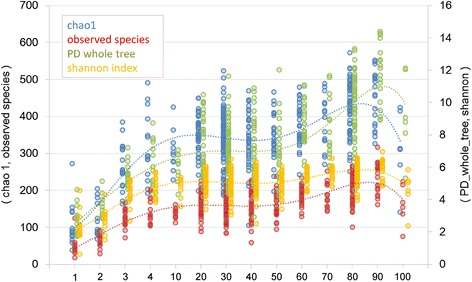 700
600
500
400
300
200
100
0
( chao1, observed species)
chao1
observed species
PD whole tree
shannon index
16
14
12
10
8
6
4
2
0
( PD_whole_tree, shannon)
1 2 3 4 10 20 30 40 50 60 70 80 90 100